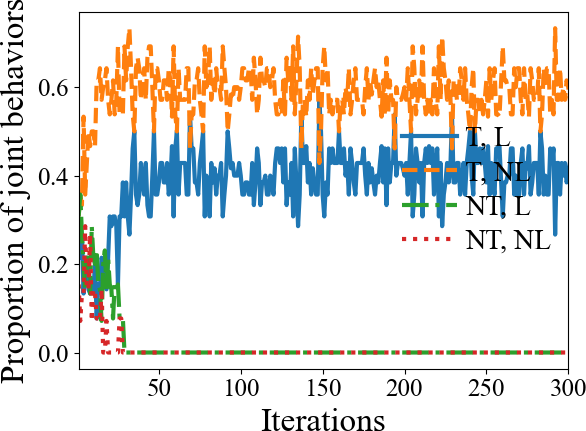 Proportion of joint behaviors
0.6
0.4
0.2
0.0
T, L
T, NL
NT, L
NT, NL
50
100
150
200
250
300
Iterations